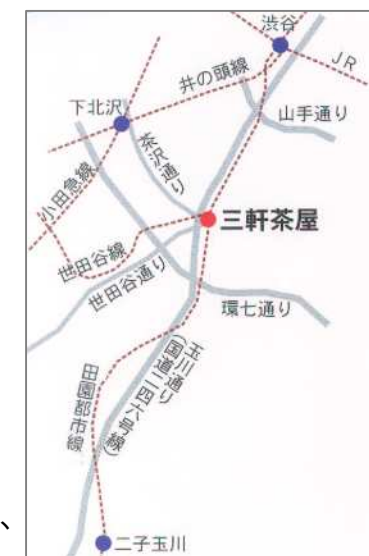 渋谷
JR
井の頭線
下北沢
山手通り
茶沢通り
小田急線
三軒茶屋
世田谷線
世田谷通り
環七通り
玉川通り
(国道二四六号線)
田園都市線
、
二子玉川